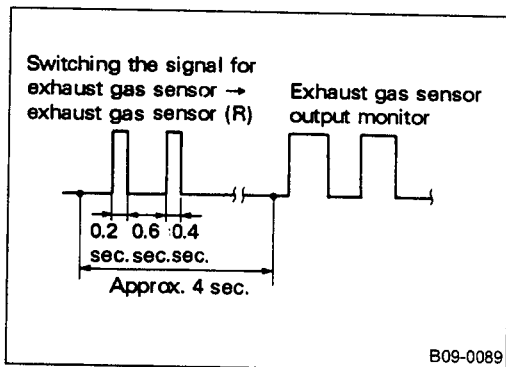 Switching the signal for
exhaust gas sensor →
exhaust gas sensor (R)
Exhaust gas sensor
output monitor
0.2 0.6 0.4
sec. sec. sec.
Approx. 4 sec.
B09-0089